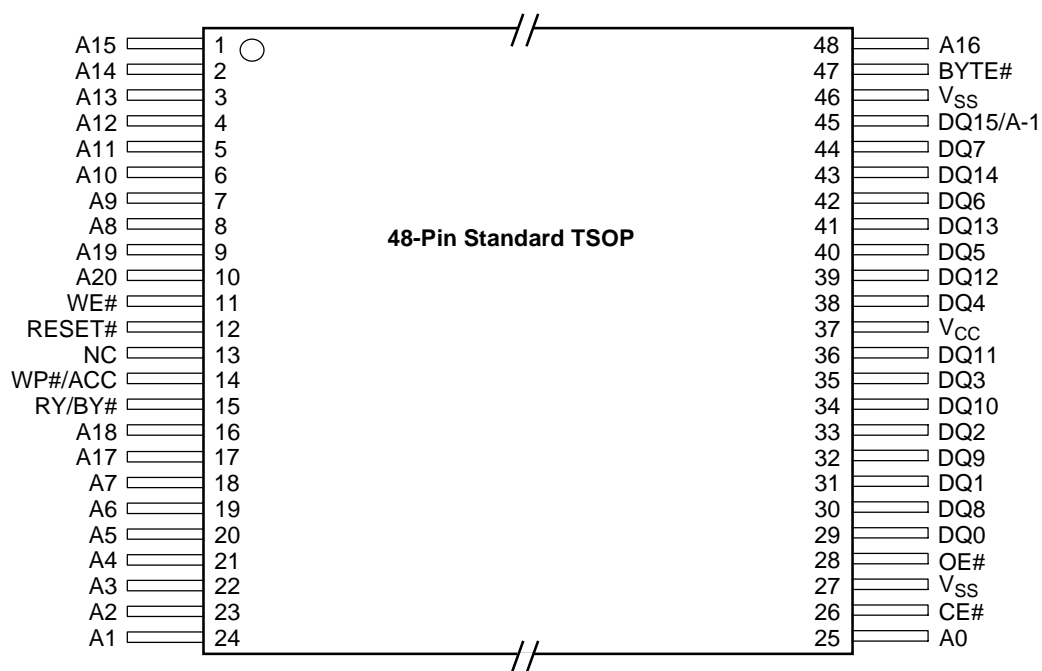 A15 1 48 A16
A14 2 47 BYTE#
A13 3 46 VSS
A12 4 45 DQ15/A-1
A11 5 44 DQ7
A10 6 43 DQ14
A9 7 42 DQ6
A8 8 41 DQ13
48-Pin Standard TSOP
A19 9 40 DQ5
A20 10 39 DQ12
WE# 11 38 DQ4
RESET# 12 37 VCC
NC 13 36 DQ11
WP#/ACC 14 35 DQ3
RY/BY# 15 34 DQ10
A18 16 33 DQ2
A17 17 32 DQ9
A7 18 31 DQ1
A6 19 30 DQ8
A5 20 29 DQ0
A4 21 28 OE#
A3 22 27 VSS
A2 23 26 CE#
A1 24 25 A0